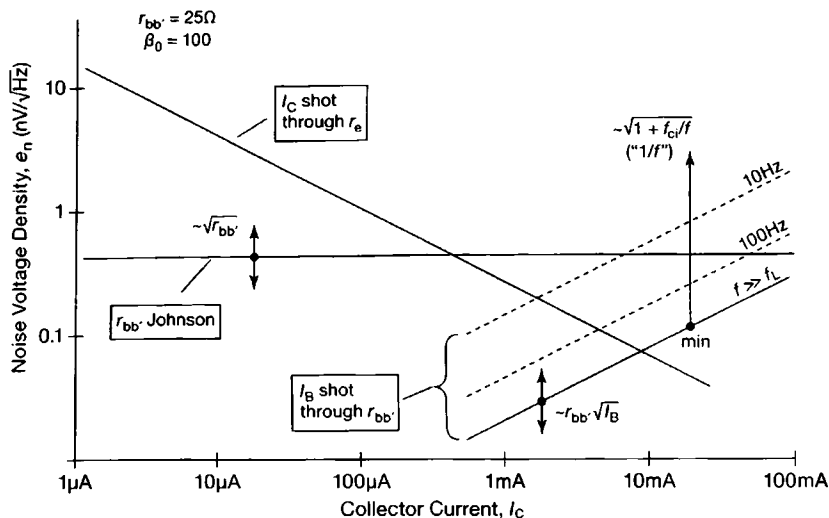 r_bb′ = 25Ω
β₀ = 100
Noise Voltage Density, eₙ (nV/√Hz)
10
1
0.1
I_C shot
through r_e
~√(1 + f_ci/f)
("1/f")
10Hz
100Hz
f ≫ f_L
~√r_bb′
r_bb′ Johnson
min
I_B shot
through r_bb′
~r_bb′√I_B
1µA
10µA
100µA
1mA
10mA
100mA
Collector Current, I_C